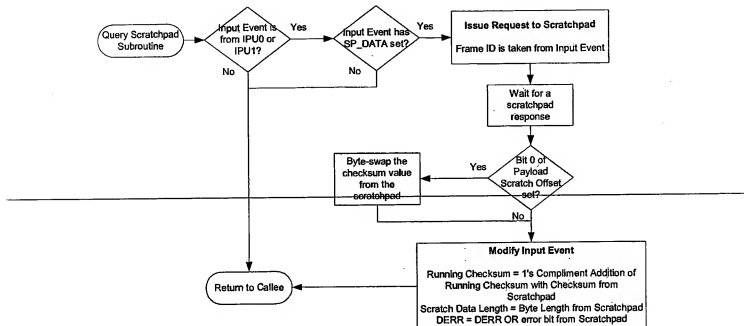 Query Scratchpad
Subroutine
Input Event is
from IPU0 or
IPU1?
Yes
Input Event has
SP_DATA set?
Yes
Issue Request to Scratchpad
Frame ID is taken from Input Event
No
No
Wait for a
scratchpad
response
Bit 0 of
Payload
Scratch Offset
set?
Yes
Byte-swap the
checksum value
from the
scratchpad
No
Modify Input Event
Running Checksum = 1's Compliment Addition of
Running Checksum with Checksum from
Scratchpad
Scratch Data Length = Byte Length from Scratchpad
DERR = DERR OR error bit from Scratchpad
Return to Callee